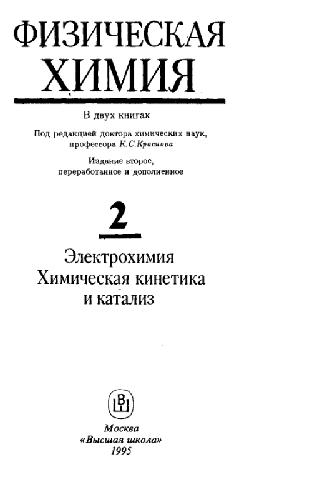 ФИЗИЧЕСКАЯ
ХИМИЯ
В двух книгах
Под редакцией доктора химических наук,
профессора К.С.Краснова
Издание второе,
переработанное и дополненное
2
Электрохимия
Химическая кинетика
и катализ
В
Ш
Москва
«Высшая школа»
1995